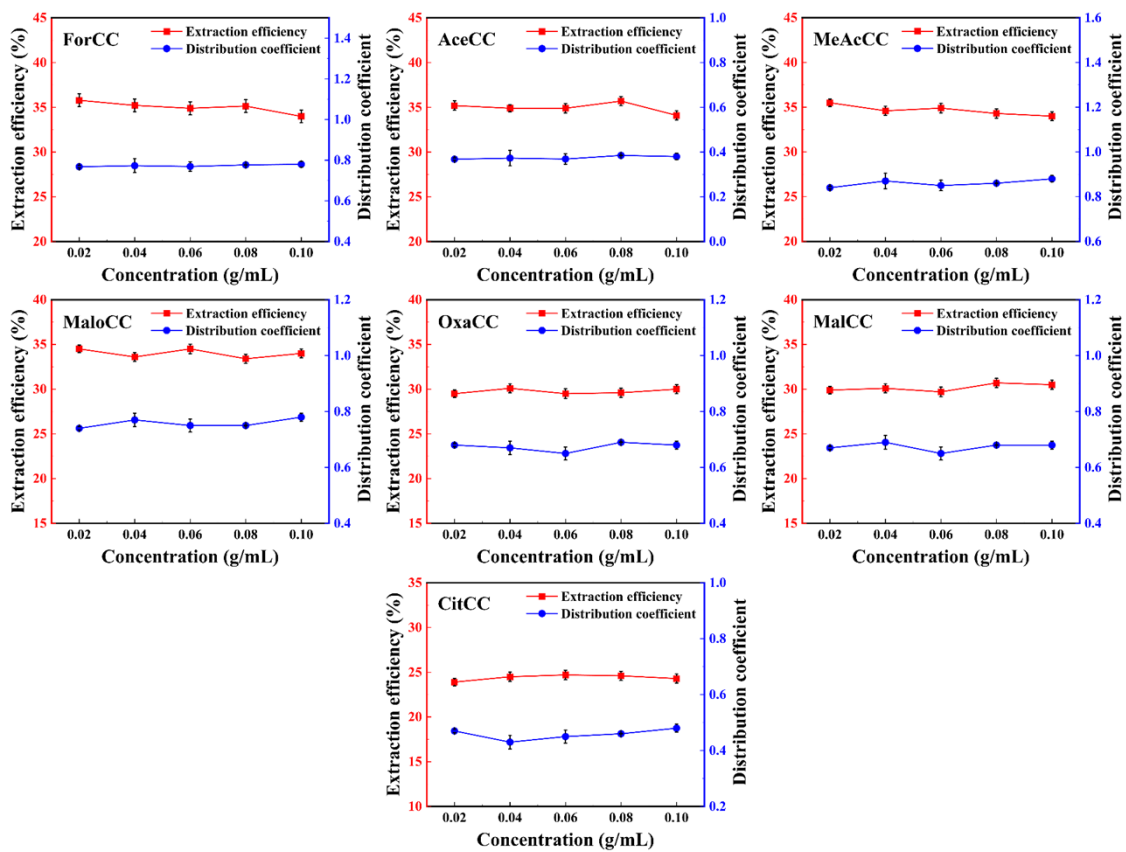 ForCC
Extraction efficiency
Distribution coefficient
Extraction efficiency (%)
45
40
35
30
25
20
1.4
1.2
1.0
0.8
0.6
0.4
Distribution coefficient
0.02 0.04 0.06 0.08 0.10
Concentration (g/mL)
AceCC
Extraction efficiency
Distribution coefficient
Extraction efficiency (%)
45
40
35
30
25
20
1.0
0.8
0.6
0.4
0.2
0.0
Distribution coefficient
0.02 0.04 0.06 0.08 0.10
Concentration (g/mL)
MeAcCC
Extraction efficiency
Distribution coefficient
Extraction efficiency (%)
45
40
35
30
25
20
1.6
1.4
1.2
1.0
0.8
0.6
Distribution coefficient
0.02 0.04 0.06 0.08 0.10
Concentration (g/mL)
MaloCC
Extraction efficiency
Distribution coefficient
Extraction efficiency (%)
40
35
30
25
20
15
1.2
1.0
0.8
0.6
0.4
Distribution coefficient
0.02 0.04 0.06 0.08 0.10
Concentration (g/mL)
OxaCC
Extraction efficiency
Distribution coefficient
Extraction efficiency (%)
40
35
30
25
20
15
1.2
1.0
0.8
0.6
0.4
Distribution coefficient
0.02 0.04 0.06 0.08 0.10
Concentration (g/mL)
MalCC
Extraction efficiency
Distribution coefficient
Extraction efficiency (%)
40
35
30
25
20
15
1.2
1.0
0.8
0.6
0.4
Distribution coefficient
0.02 0.04 0.06 0.08 0.10
Concentration (g/mL)
CitCC
Extraction efficiency
Distribution coefficient
Extraction efficiency (%)
35
30
25
20
15
10
1.0
0.8
0.6
0.4
0.2
Distribution coefficient
0.02 0.04 0.06 0.08 0.10
Concentration (g/mL)